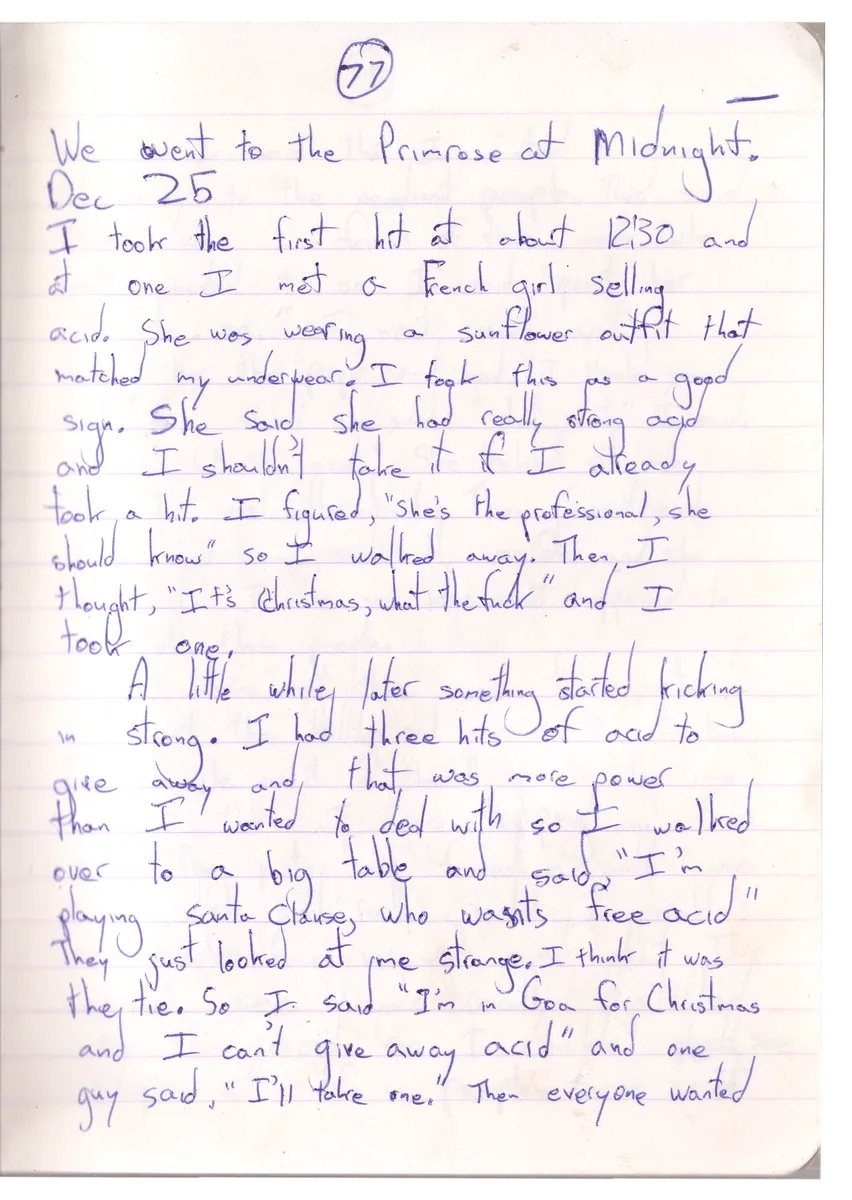 77
We went to the Primrose at Midnight.
Dec 25
I took the first hit at about 12:30 and
at one I met a French girl selling
acid. She was wearing a sunflower outfit that
matched my underwear. I took this as a good
sign. She said she had really strong acid
and I shouldn't take it if I already
took a hit. I figured, "She's the professional, she
should know" so I walked away. Then, I
thought, "It's Christmas, what the fuck" and I
took one.
A little while later something started kicking
in strong. I had three hits of acid to
give away and that was more power
than I wanted to deal with so I walked
over to a big table and said, "I'm
playing Santa Clause, who wants free acid"
They just looked at me strange. I think it was
the tie. So I said "I'm in Goa for Christmas
and I can't give away acid" and one
guy said, "I'll take one." Then everyone wanted